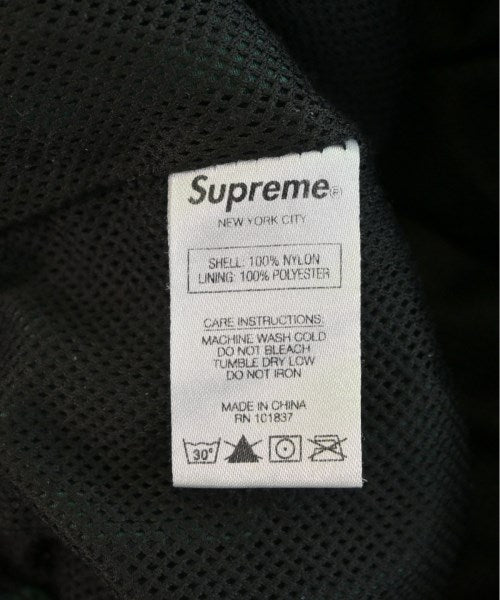 Supreme®
NEW YORK CITY
SHELL: 100% NYLON
LINING: 100% POLYESTER
CARE INSTRUCTIONS:
MACHINE WASH COLD
DO NOT BLEACH
TUMBLE DRY LOW
DO NOT IRON
MADE IN CHINA
RN 101837
30°